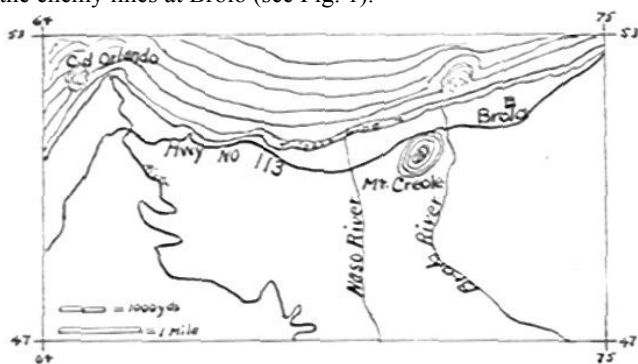 the enemy lines at Brolo (see Fig. 1).
64 75
53 53
C.d Orlando
Brolo
Hwy No 113
Mt. Creole
Naso River
Brolo River
= 1000 yds
= 1 Mile
47 47
64 75